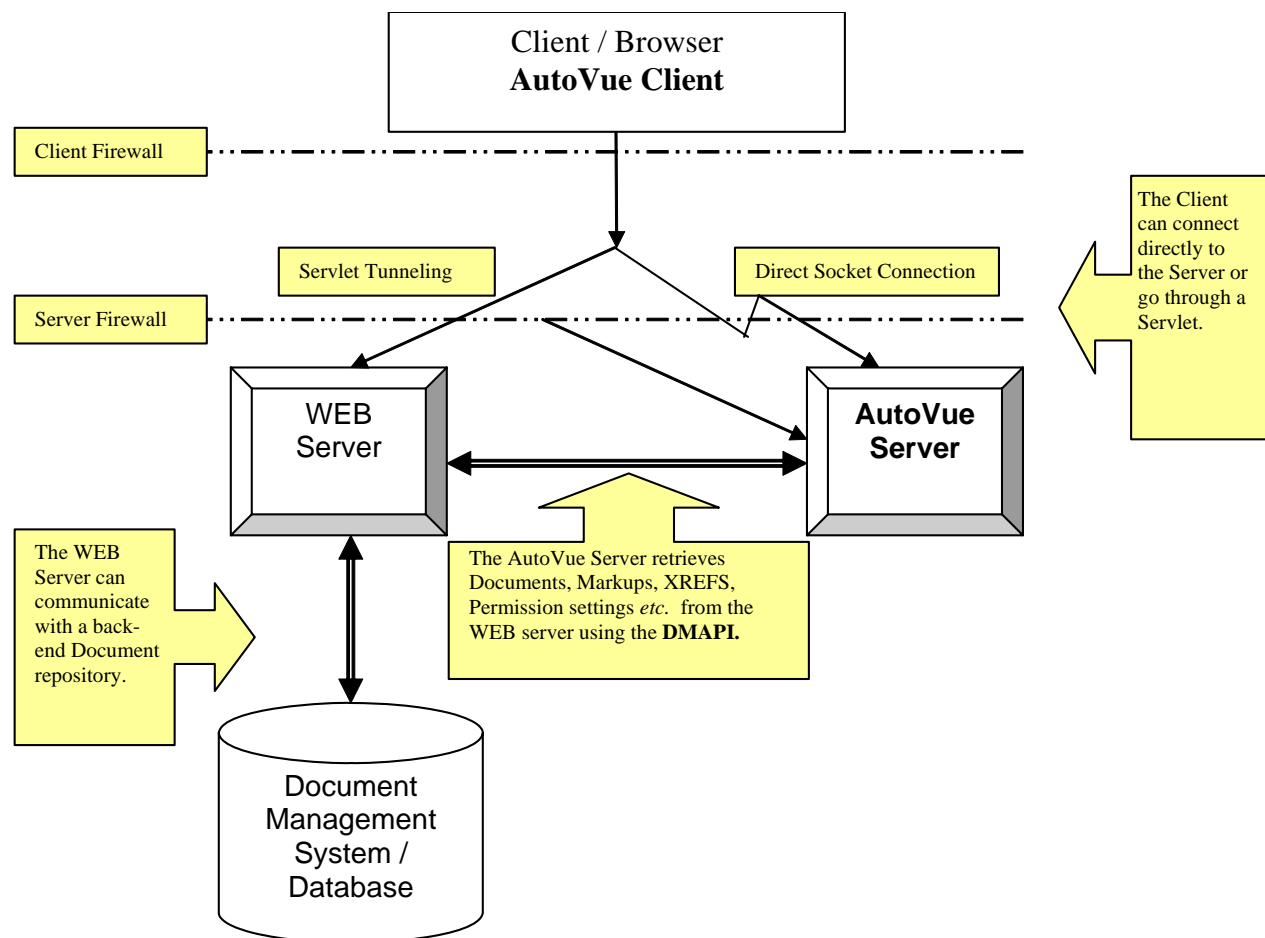 Client / Browser
AutoVue Client
Client Firewall
The Client
can connect
directly to
the Server or
go through a
Servlet.
Servlet Tunneling
Direct Socket Connection
Server Firewall
WEB
Server
AutoVue
Server
The WEB
Server can
communicate
with a back-
end Document
repository.
The AutoVue Server retrieves
Documents, Markups, XREFS,
Permission settings etc. from the
WEB server using the DMAPI.
Document
Management
System /
Database